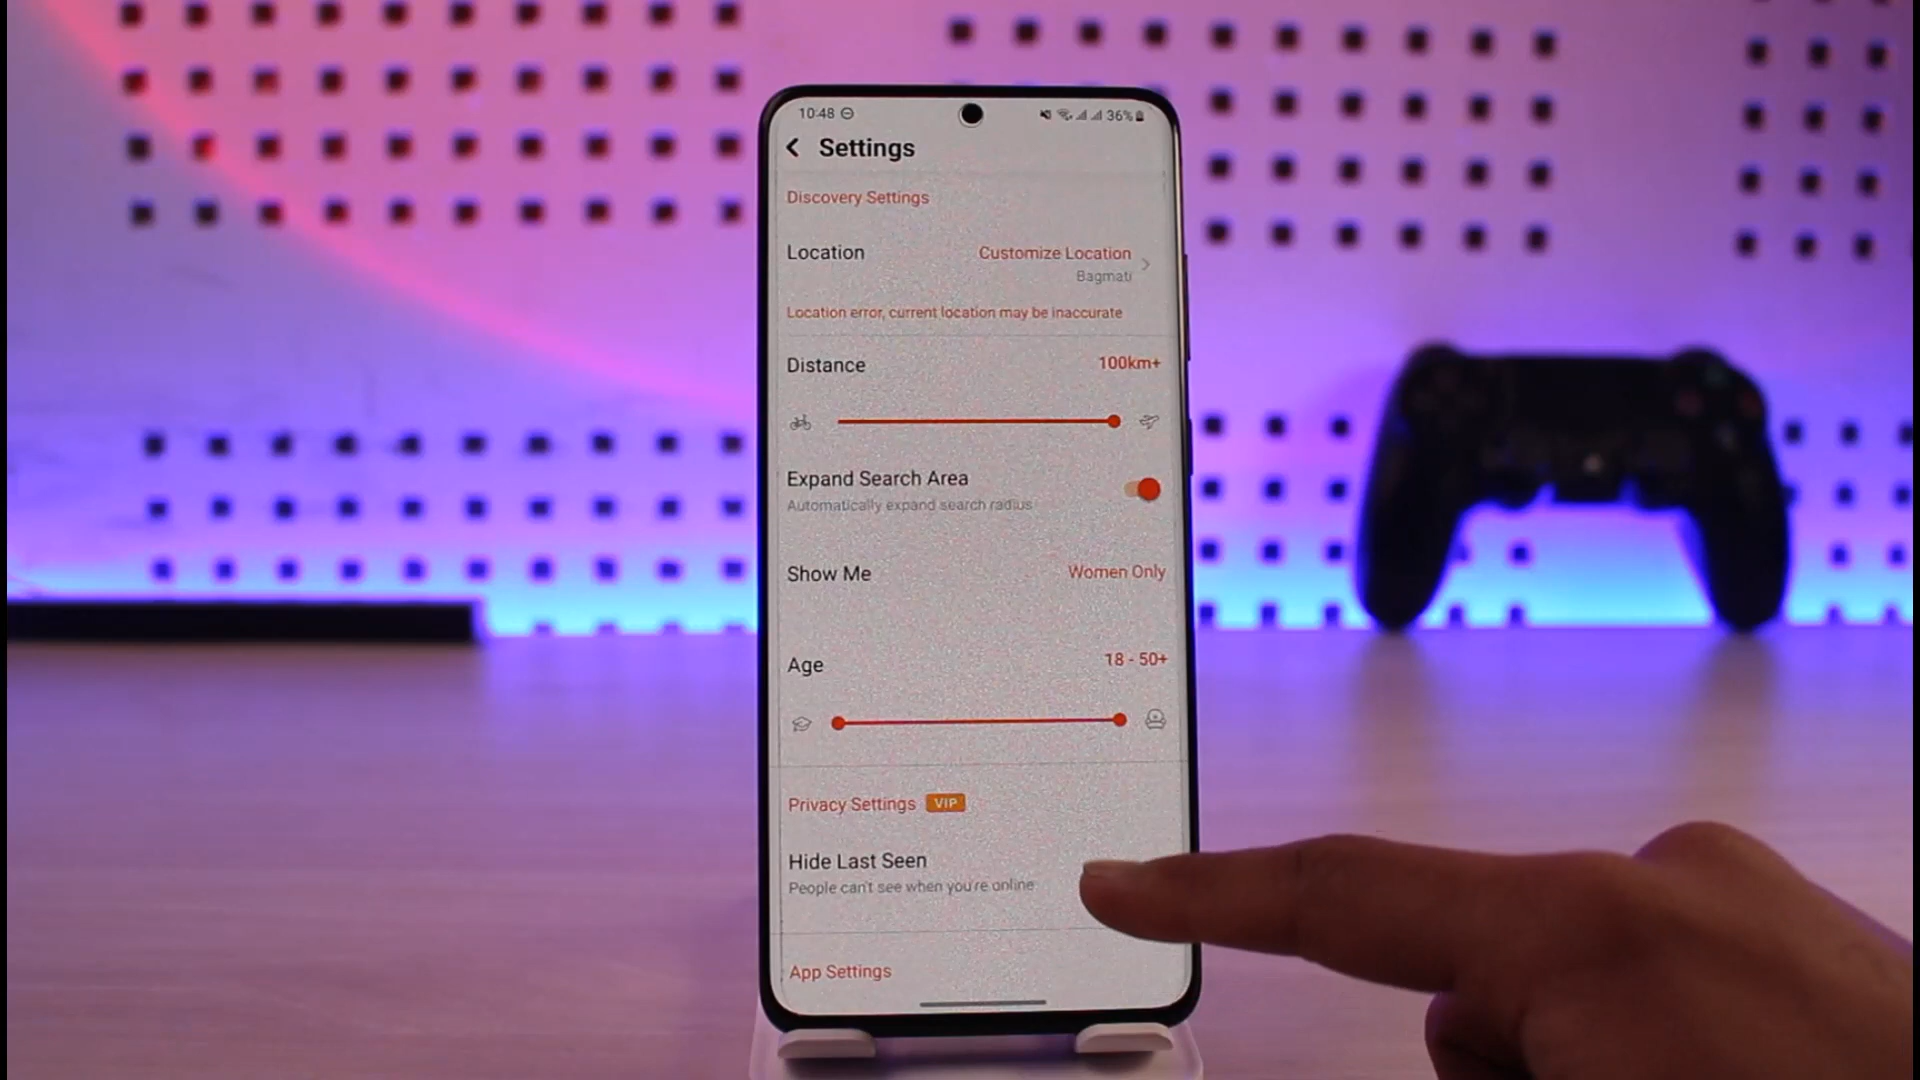 10:48
36%
Settings
Discovery Settings
Location
Customize Location
Bagmati
Location error, current location may be inaccurate
Distance
100km+
Expand Search Area
Automatically expand search radius
Show Me
Women Only
Age
18 - 50+
Privacy Settings VIP
Hide Last Seen
People can't see when you're online
App Settings